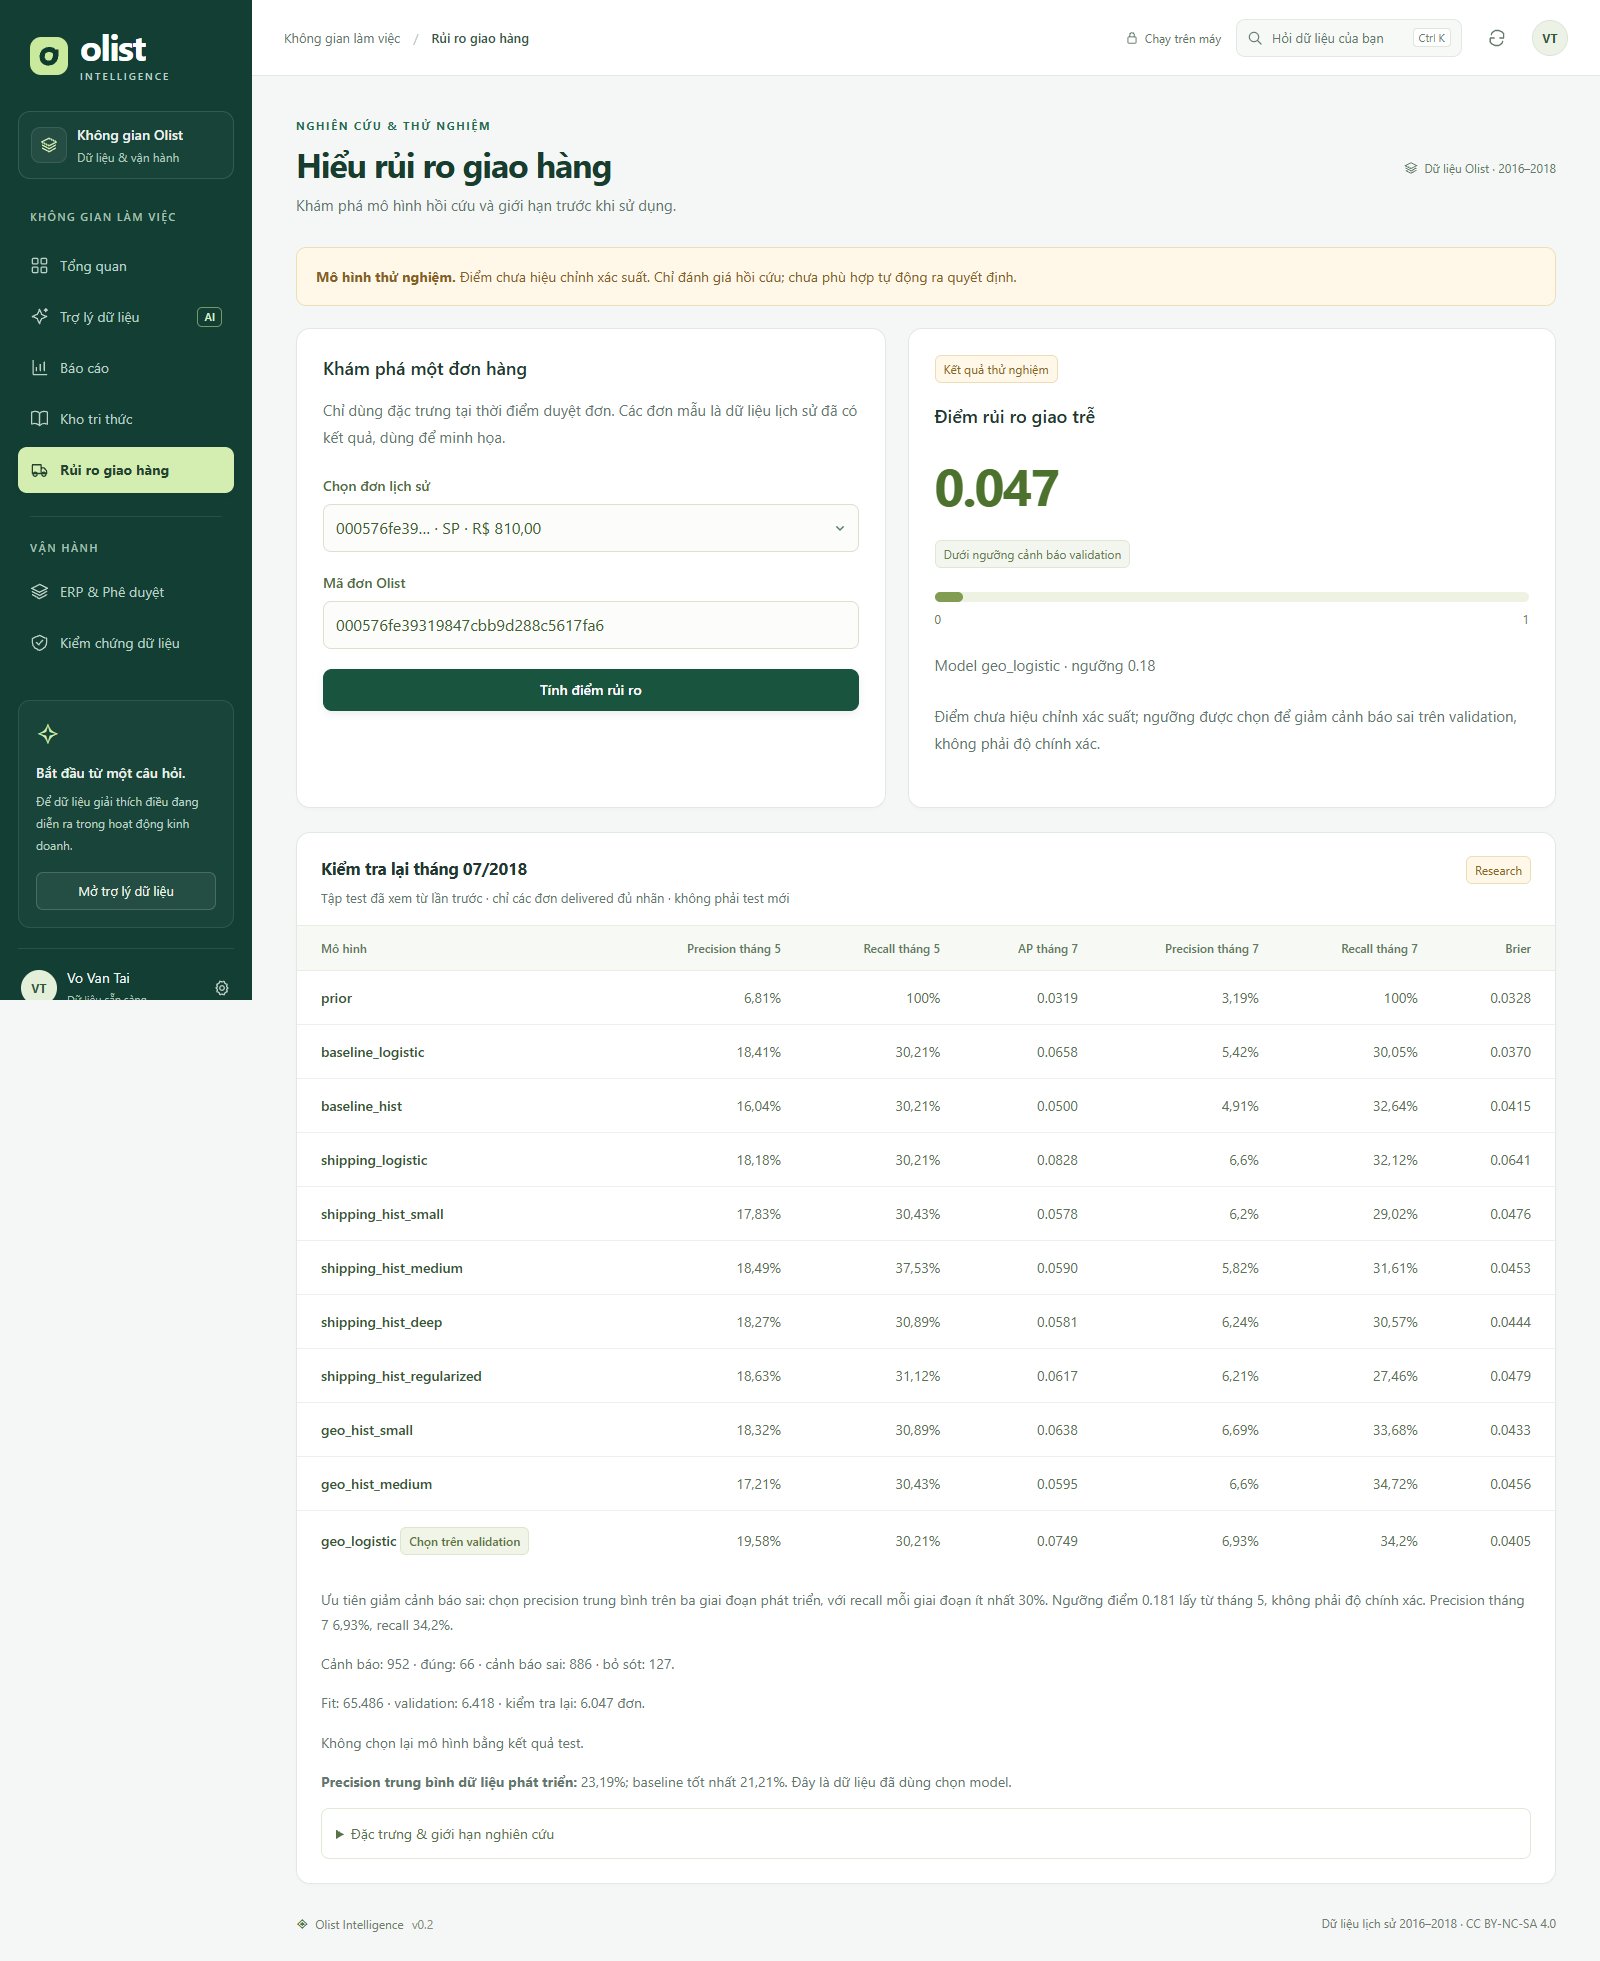 olist
INTELLIGENCE
Không gian Olist
Dữ liệu & vận hành
KHÔNG GIAN LÀM VIỆC
Tổng quan
Trợ lý dữ liệu AI
Báo cáo
Kho tri thức
Rủi ro giao hàng
VẬN HÀNH
ERP & Phê duyệt
Kiểm chứng dữ liệu
Bắt đầu từ một câu hỏi.
Để dữ liệu giải thích điều đang
diễn ra trong hoạt động kinh
doanh.
Mở trợ lý dữ liệu
VT Vo Van Tai
Dữ liệu sẵn sàng
Không gian làm việc / Rủi ro giao hàng
Chạy trên máy
Hỏi dữ liệu của bạn Ctrl K
VT
NGHIÊN CỨU & THỬ NGHIỆM
Hiểu rủi ro giao hàng
Dữ liệu Olist · 2016–2018
Khám phá mô hình hồi cứu và giới hạn trước khi sử dụng.
Mô hình thử nghiệm. Điểm chưa hiệu chỉnh xác suất. Chỉ đánh giá hồi cứu; chưa phù hợp tự động ra quyết định.
Khám phá một đơn hàng
Chỉ dùng đặc trưng tại thời điểm duyệt đơn. Các đơn mẫu là dữ liệu lịch sử đã có
kết quả, dùng để minh họa.
Chọn đơn lịch sử
000576fe39... · SP · R$ 810,00
Mã đơn Olist
000576fe39319847cbb9d288c5617fa6
Tính điểm rủi ro
Kết quả thử nghiệm
Điểm rủi ro giao trễ
0.047
Dưới ngưỡng cảnh báo validation
0 1
Model geo_logistic · ngưỡng 0.18
Điểm chưa hiệu chỉnh xác suất; ngưỡng được chọn để giảm cảnh báo sai trên validation,
không phải độ chính xác.
Kiểm tra lại tháng 07/2018
Research
Tập test đã xem từ lần trước · chỉ các đơn delivered đủ nhãn · không phải test mới
Mô hình Precision tháng 5 Recall tháng 5 AP tháng 7 Precision tháng 7 Recall tháng 7 Brier
prior 6,81% 100% 0.0319 3,19% 100% 0.0328
baseline_logistic 18,41% 30,21% 0.0658 5,42% 30,05% 0.0370
baseline_hist 16,04% 30,21% 0.0500 4,91% 32,64% 0.0415
shipping_logistic 18,18% 30,21% 0.0828 6,6% 32,12% 0.0641
shipping_hist_small 17,83% 30,43% 0.0578 6,2% 29,02% 0.0476
shipping_hist_medium 18,49% 37,53% 0.0590 5,82% 31,61% 0.0453
shipping_hist_deep 18,27% 30,89% 0.0581 6,24% 30,57% 0.0444
shipping_hist_regularized 18,63% 31,12% 0.0617 6,21% 27,46% 0.0479
geo_hist_small 18,32% 30,89% 0.0638 6,69% 33,68% 0.0433
geo_hist_medium 17,21% 30,43% 0.0595 6,6% 34,72% 0.0456
geo_logistic Chọn trên validation 19,58% 30,21% 0.0749 6,93% 34,2% 0.0405
Ưu tiên giảm cảnh báo sai: chọn precision trung bình trên ba giai đoạn phát triển, với recall mỗi giai đoạn ít nhất 30%. Ngưỡng điểm 0.181 lấy từ tháng 5, không phải độ chính xác. Precision tháng
7 6,93%, recall 34,2%.
Cảnh báo: 952 · đúng: 66 · cảnh báo sai: 886 · bỏ sót: 127.
Fit: 65.486 · validation: 6.418 · kiểm tra lại: 6.047 đơn.
Không chọn lại mô hình bằng kết quả test.
Precision trung bình dữ liệu phát triển: 23,19%; baseline tốt nhất 21,21%. Đây là dữ liệu đã dùng chọn model.
Đặc trưng & giới hạn nghiên cứu
Olist Intelligence v0.2
Dữ liệu lịch sử 2016–2018 · CC BY-NC-SA 4.0